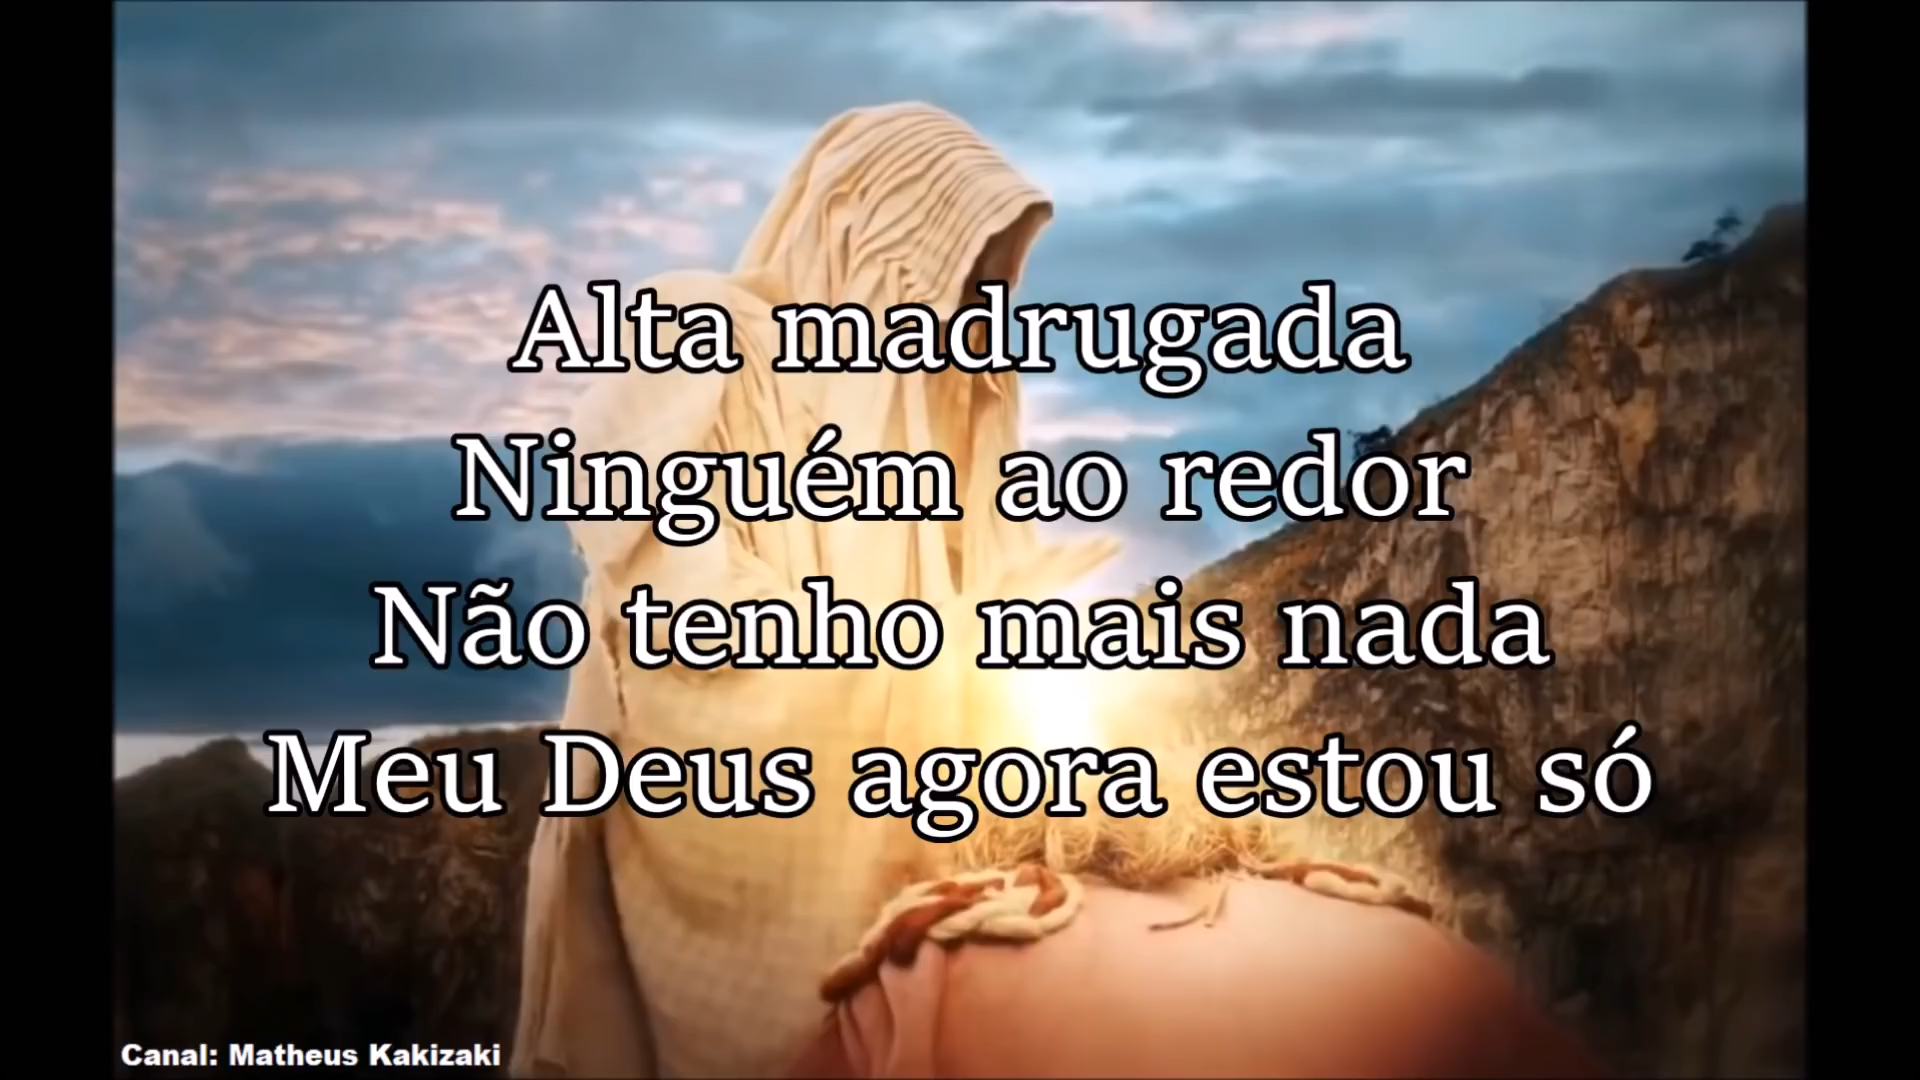 Alta madrugada
Ninguém ao redor
Não tenho mais nada
Meu Deus agora estou só
Canal: Matheus Kakizaki